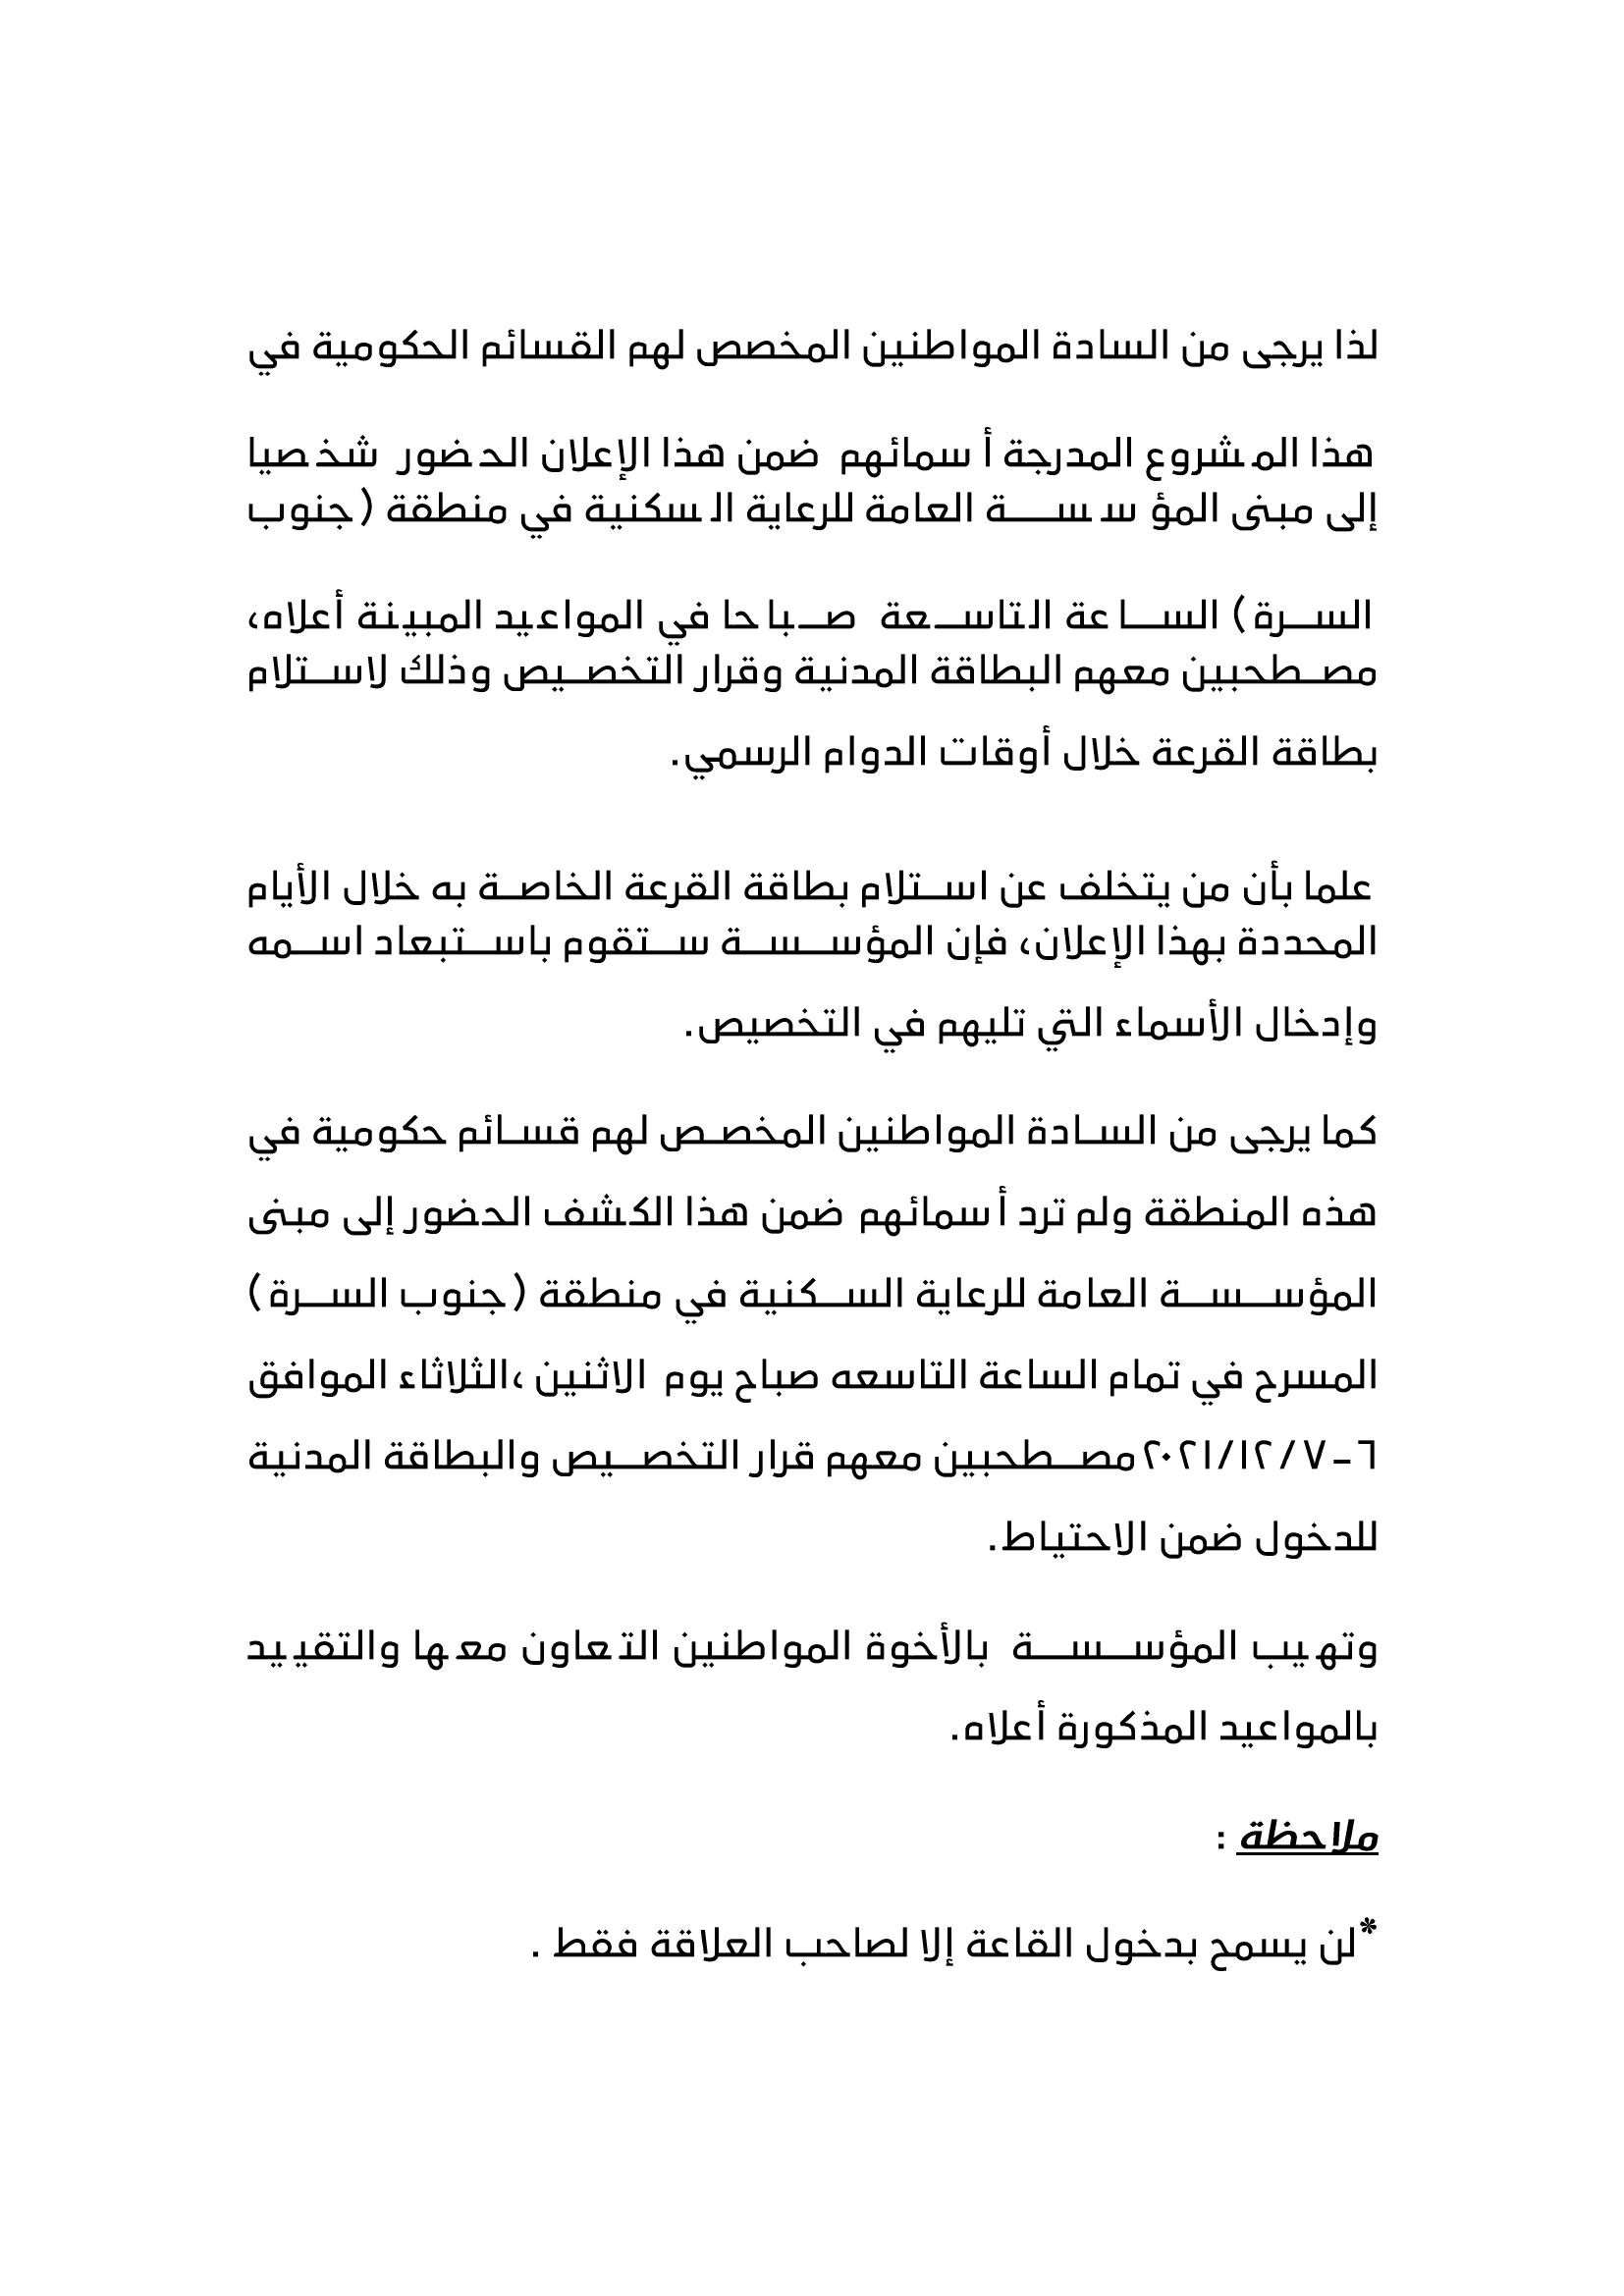 لذا يرجى من السادة المواطنين المخصص لهم القسائم الحكومية في
هذا المشروع المدرجة أسمائهم ضمن هذا الإعلان الحضور شخصيا
إلى مبنى المؤسسة العامة للرعاية السكنية في منطقة (جنوب
السرة) الساعة التاسعة صباحا في المواعيد المبينة أعلاه،
مصطحبين معهم البطاقة المدنية وقرار التخصيص وذلك لاستلام
بطاقة القرعة خلال أوقات الدوام الرسمي.
علما بأن من يتخلف عن استلام بطاقة القرعة الخاصة به خلال الأيام
المحددة بهذا الإعلان، فإن المؤسسة ستقوم باستبعاد اسمه
وإدخال الأسماء التي تليهم في التخصيص.
كما يرجى من السادة المواطنين المخصص لهم قسائم حكومية في
هذه المنطقة ولم ترد أسمائهم ضمن هذا الكشف الحضور إلى مبنى
المؤسسة العامة للرعاية السكنية في منطقة (جنوب السرة)
المسرح في تمام الساعة التاسعه صباح يوم الاثنين ،الثلاثاء الموافق
٦-٢٠٢١/١٢/٧ مصطحبين معهم قرار التخصيص والبطاقة المدنية
للدخول ضمن الاحتياط.
وتهيب المؤسسة بالأخوة المواطنين التعاون معها والتقييد
بالمواعيد المذكورة أعلاه.
ملاحظة :
*لن يسمح بدخول القاعة إلا لصاحب العلاقة فقط .